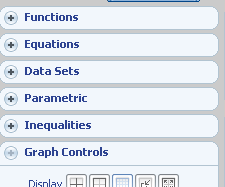 Functions
Equations
Data Sets
Parametric
Inequalities
Graph Controls
Display